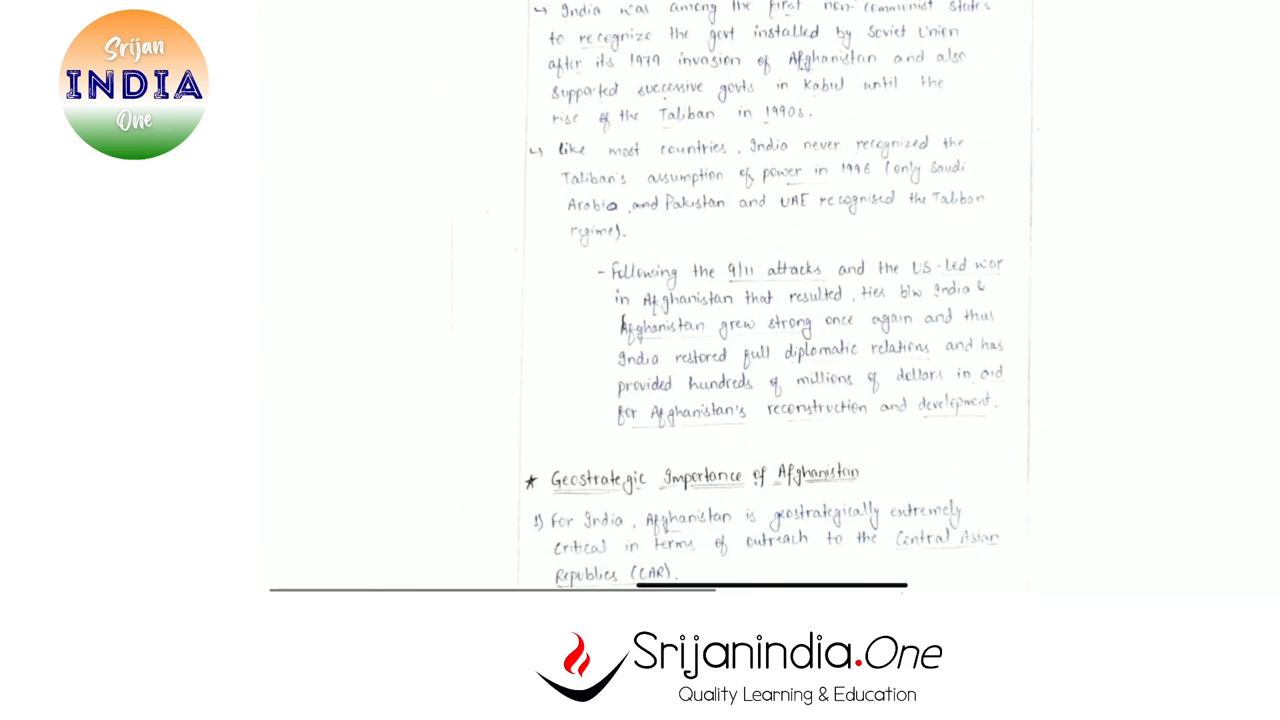 Srijan
INDIA
One
↳ India was among the first non-communist states
to recognize the govt installed by Soviet Union
after its 1979 invasion of Afghanistan and also
supported successive govts in Kabul until the
rise of the Taliban in 1990s.
↳ like most countries, India never recognized the
Taliban's assumption of power in 1996 (only Saudi
Arabia and Pakistan and UAE recognised the Taliban
regime).
- Following the 9/11 attacks and the US-led war
in Afghanistan that resulted, ties b/w India &
Afghanistan grew strong once again and thus
India restored full diplomatic relations and has
provided hundreds of millions of dollars in aid
for Afghanistan's reconstruction and development.
* Geostrategic Importance of Afghanistan
1) For India, Afghanistan is geostrategically extremely
critical in terms of outreach to the Central Asian
Republics (CAR).
Srijanindia.One
Quality Learning & Education